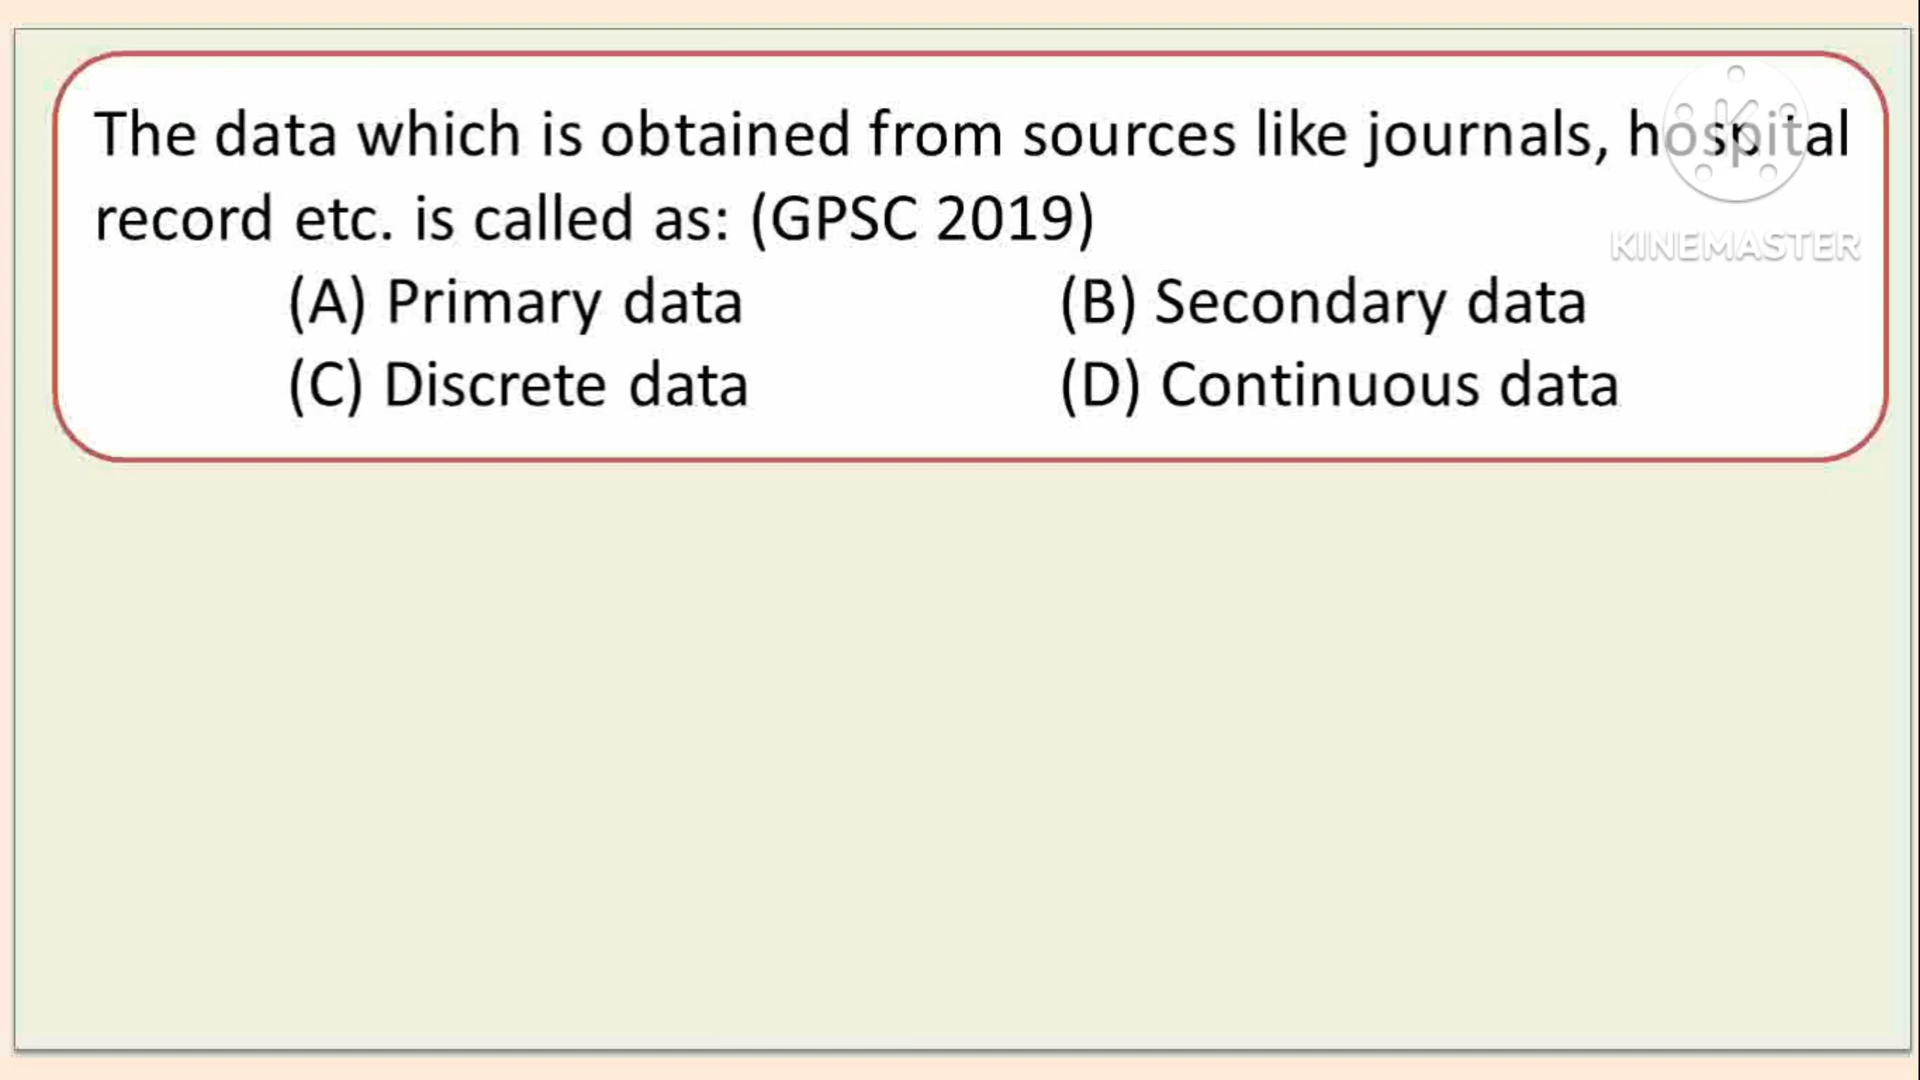 The data which is obtained from sources like journals, hospital
record etc. is called as: (GPSC 2019)
(A) Primary data (B) Secondary data
(C) Discrete data (D) Continuous data
K
KINEMASTER